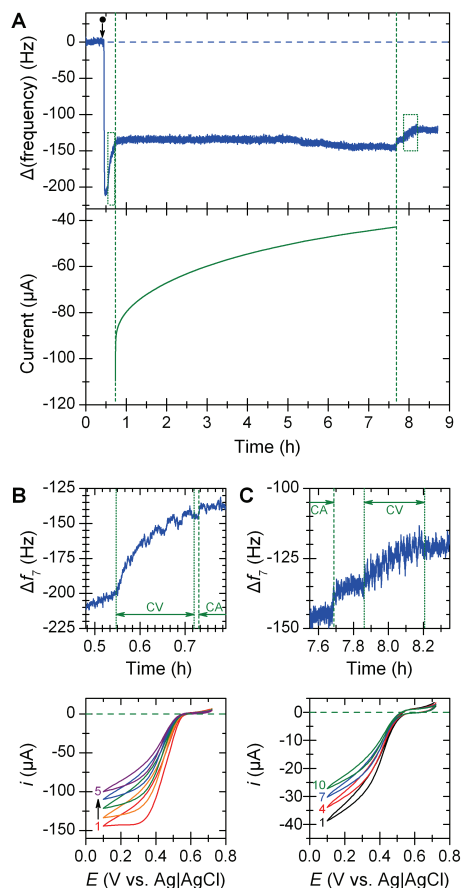 A
Δ(frequency) (Hz)
0
-50
-100
-150
-200
Current (μA)
-40
-60
-80
-100
-120
0 1 2 3 4 5 6 7 8 9
Time (h)
B
Δf7 (Hz)
-125
-150
-175
-200
-225
CV CA
0.5 0.6 0.7
Time (h)
C
Δf7 (Hz)
-100
-125
-150
CA CV
7.6 7.8 8.0 8.2
Time (h)
i (μA)
0
-50
-100
-150
5
1
0.0 0.2 0.4 0.6 0.8
E (V vs. Ag|AgCl)
i (μA)
0
-10
-20
-30
-40
10
7
4
1
0.0 0.2 0.4 0.6 0.8
E (V vs. Ag|AgCl)